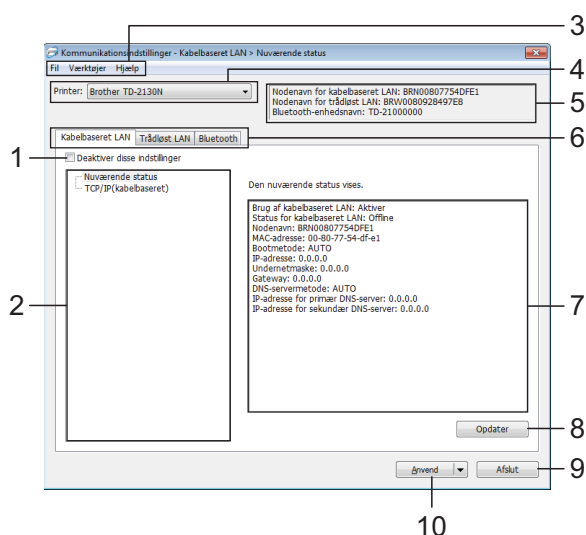 3
Kommunikationsindstillinger - Kabelbaseret LAN > Nuværende status
Fil Værktøjer Hjælp
4
Printer: Brother TD-2130N
Nodenavn for kabelbaseret LAN: BRN00807754DFE1
Nodenavn for trådløst LAN: BRW0080928497E8
Bluetooth-enhedsnavn: TD-21000000
5
Kabelbaseret LAN Trådløst LAN Bluetooth
6
1
Deaktiver disse indstillinger
Nuværende status
TCP/IP(kabelbaseret)
2
Den nuværende status vises.
Brug af kabelbaseret LAN: Aktiver
Status for kabelbaseret LAN: Offline
Nodenavn: BRN00807754DFE1
MAC-adresse: 00-80-77-54-df-e1
Bootmetode: AUTO
IP-adresse: 0.0.0.0
Undernetmaske: 0.0.0.0
Gateway: 0.0.0.0
DNS-servermetode: AUTO
IP-adresse for primær DNS-server: 0.0.0.0
IP-adresse for sekundær DNS-server: 0.0.0.0
7
Opdater
8
Anvend
Afslut
9
10